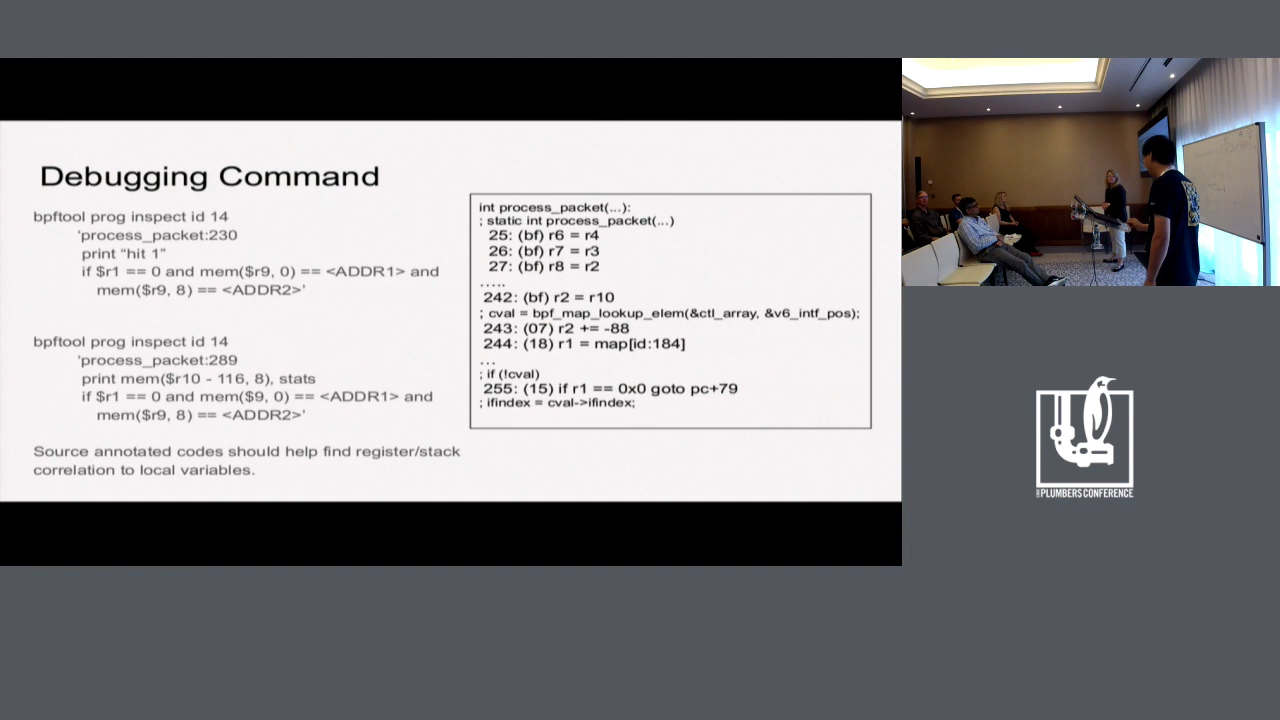 Debugging Command
bpftool prog inspect id 14
'process_packet:230
print "hit 1"
if $r1 == 0 and mem($r9, 0) == <ADDR1> and
mem($r9, 8) == <ADDR2>'
bpftool prog inspect id 14
'process_packet:289
print mem($r10 - 116, 8), stats
if $r1 == 0 and mem($9, 0) == <ADDR1> and
mem($r9, 8) == <ADDR2>'
Source annotated codes should help find register/stack
correlation to local variables.
int process_packet(...):
; static int process_packet(...)
25: (bf) r6 = r4
26: (bf) r7 = r3
27: (bf) r8 = r2
.....
242: (bf) r2 = r10
; cval = bpf_map_lookup_elem(&ctl_array, &v6_intf_pos);
243: (07) r2 += -88
244: (18) r1 = map[id:184]
...
; if (!cval)
255: (15) if r1 == 0x0 goto pc+79
; ifindex = cval->ifindex;
PLUMBERS CONFERENCE